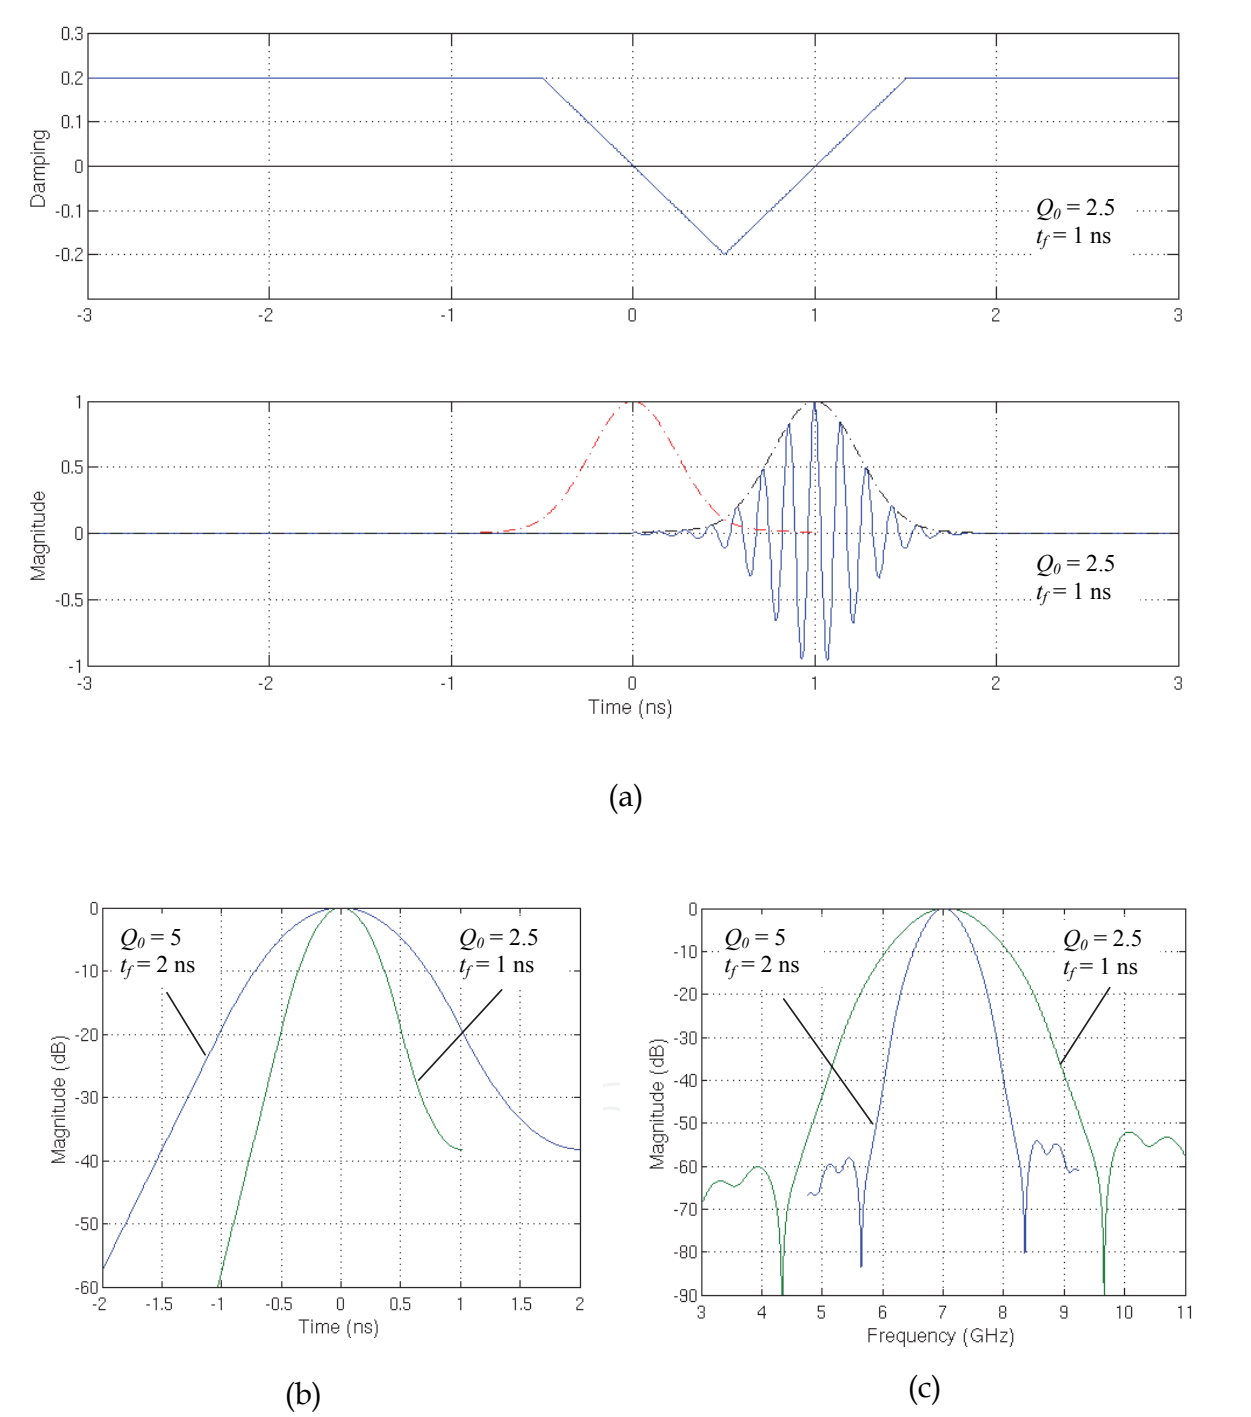 0.3
0.2
0.1
0
-0.1
-0.2
Damping
Q0 = 2.5
tf = 1 ns
-3 -2 -1 0 1 2 3
1
0.5
0
-0.5
-1
Magnitude
Q0 = 2.5
tf = 1 ns
-3 -2 -1 0 1 2 3
Time (ns)
(a)
0
-10
-20
-30
-40
-50
-60
Magnitude (dB)
Q0 = 5
tf = 2 ns
Q0 = 2.5
tf = 1 ns
-2 -1.5 -1 -0.5 0 0.5 1 1.5 2
Time (ns)
(b)
0
-10
-20
-30
-40
-50
-60
-70
-80
-90
Magnitude (dB)
Q0 = 5
tf = 2 ns
Q0 = 2.5
tf = 1 ns
3 4 5 6 7 8 9 10 11
Frequency (GHz)
(c)